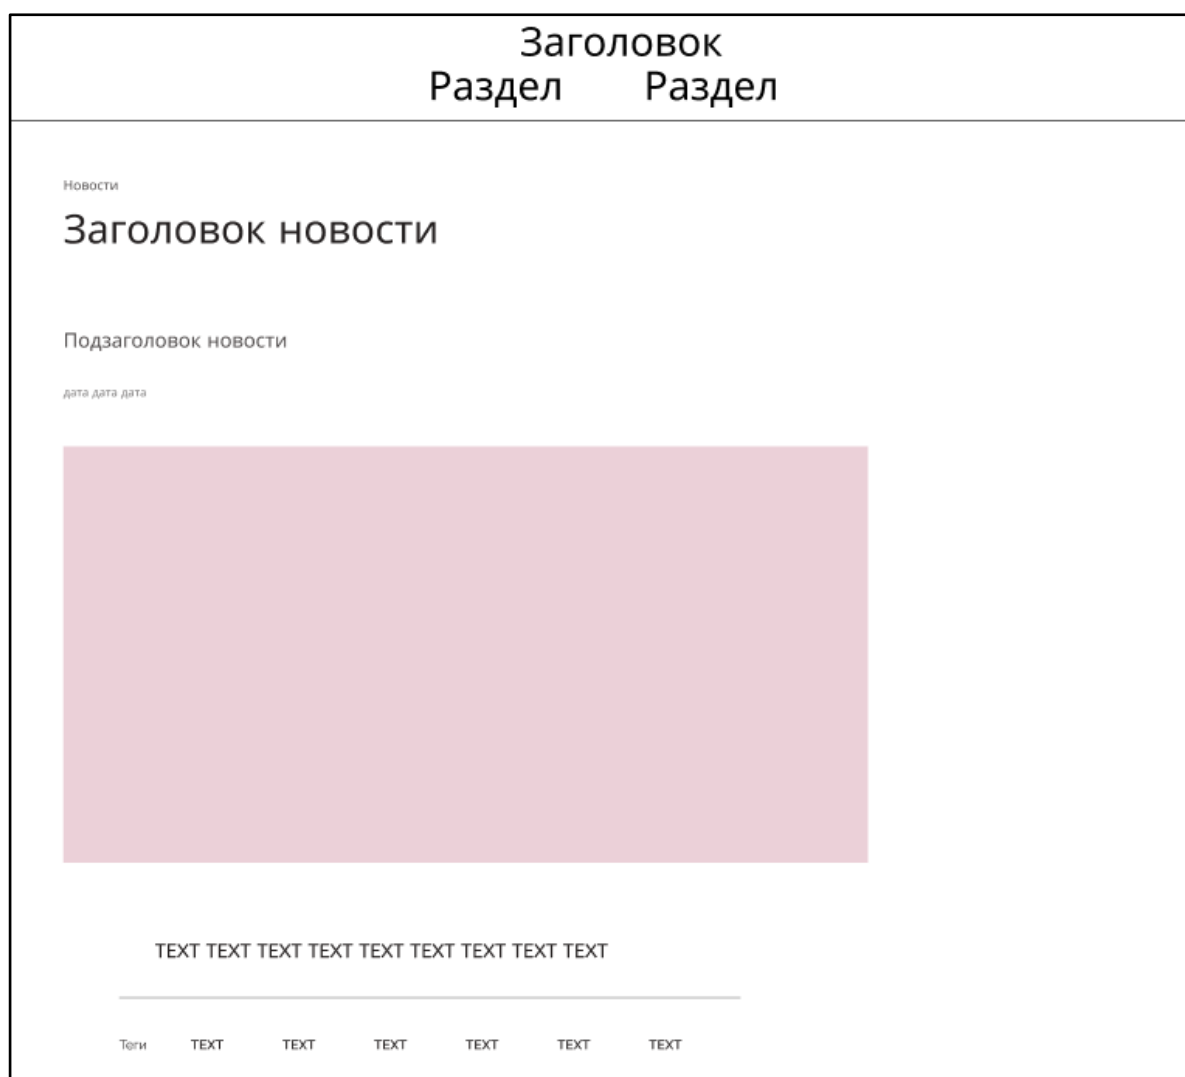 Заголовок
Раздел Раздел
Новости
Заголовок новости
Подзаголовок новости
дата дата дата
TEXT TEXT TEXT TEXT TEXT TEXT TEXT TEXT TEXT
Теги TEXT TEXT TEXT TEXT TEXT TEXT